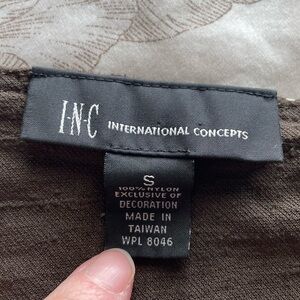 I·N·C INTERNATIONAL CONCEPTS
S
100% NYLON
EXCLUSIVE OF
DECORATION
MADE IN
TAIWAN
WPL 8046